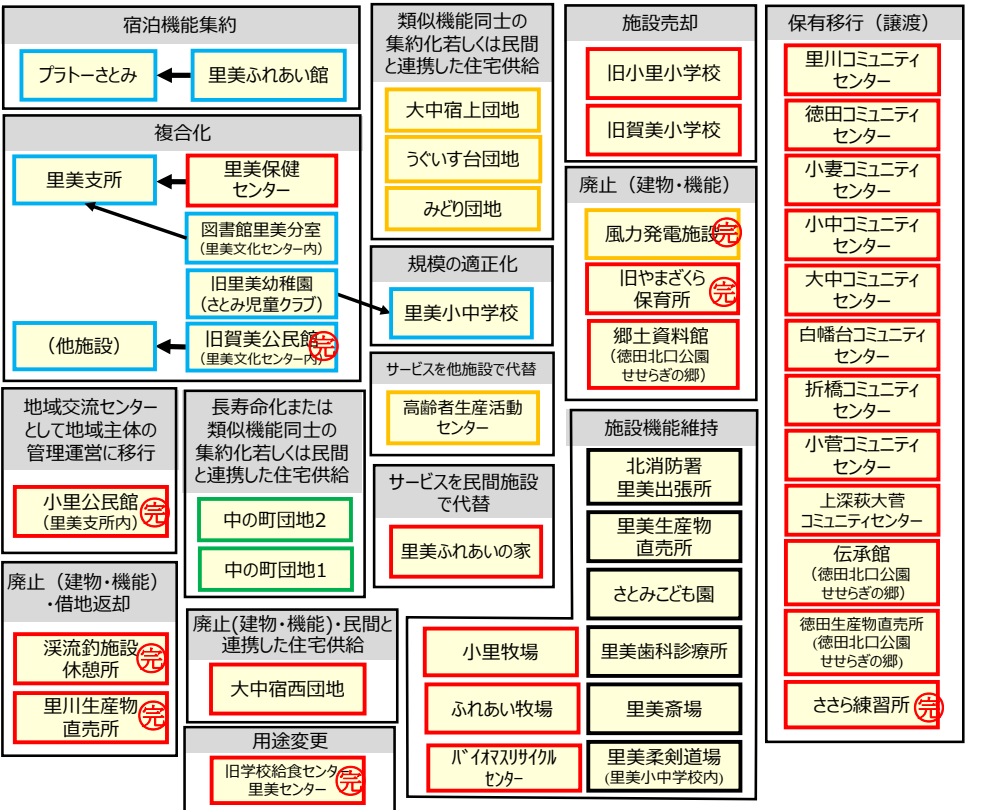 宿泊機能集約
プラトーさとみ
里美ふれあい館
複合化
里美支所
里美保健
センター
図書館里美分室
(里美文化センター内)
旧里美幼稚園
(さとみ児童クラブ)
(他施設)
旧賀美公民館
(里美文化センター内)
完
類似機能同士の
集約化若しくは民間
と連携した住宅供給
大中宿上団地
うぐいす台団地
みどり団地
規模の適正化
里美小中学校
サービスを他施設で代替
高齢者生産活動
センター
サービスを民間施設
で代替
里美ふれあいの家
施設売却
旧小里小学校
旧賀美小学校
廃止（建物・機能）
風力発電施設
完
旧やまざくら
保育所
完
郷土資料館
（徳田北口公園
せせらぎの郷）
保有移行（譲渡）
里川コミュニティ
センター
徳田コミュニティ
センター
小妻コミュニティ
センター
小中コミュニティ
センター
大中コミュニティ
センター
白幡台コミュニティ
センター
折橋コミュニティ
センター
小菅コミュニティ
センター
上深萩大菅
コミュニティセンター
伝承館
（徳田北口公園
せせらぎの郷）
徳田生産物直売所
(徳田北口公園
せせらぎの郷)
ささら練習所
完
地域交流センター
として地域主体の
管理運営に移行
小里公民館
(里美支所内)
完
長寿命化または
類似機能同士の
集約化若しくは民間
と連携した住宅供給
中の町団地2
中の町団地1
廃止（建物・機能）
・借地返却
渓流釣施設
休憩所
完
里川生産物
直売所
完
廃止(建物・機能)・民間と
連携した住宅供給
大中宿西団地
用途変更
旧学校給食センター
里美センター
完
施設機能維持
北消防署
里美出張所
里美生産物
直売所
さとみこども園
小里牧場
里美歯科診療所
ふれあい牧場
里美斎場
バイオマスリサイクル
センター
里美柔剣道場
(里美小中学校内)